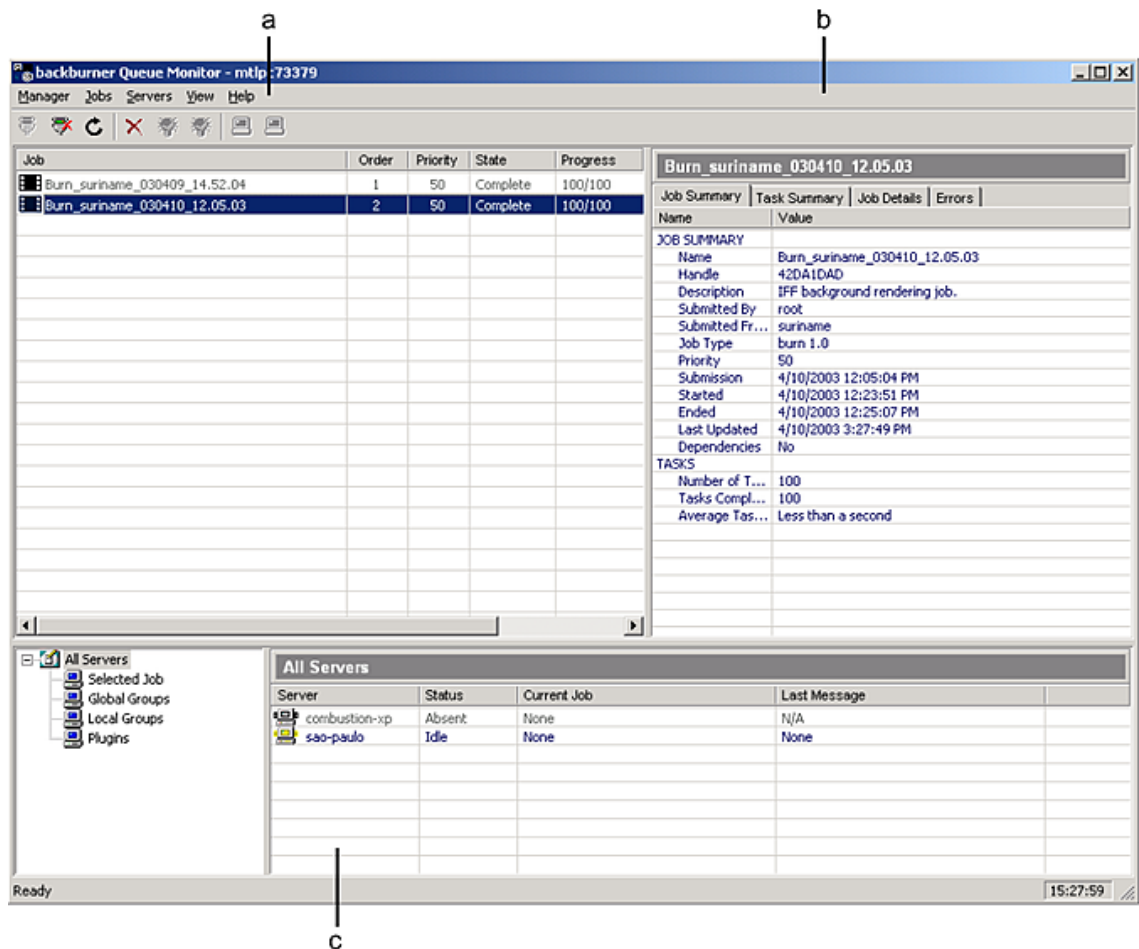 a b
backburner Queue Monitor - mtlpc73379
Manager Jobs Servers View Help
Job Order Priority State Progress
Burn_suriname_030409_14.52.04 1 50 Complete 100/100
Burn_suriname_030410_12.05.03 2 50 Complete 100/100
Burn_suriname_030410_12.05.03
Job Summary Task Summary Job Details Errors
Name Value
JOB SUMMARY
Name Burn_suriname_030410_12.05.03
Handle 42DA1DAD
Description IFF background rendering job.
Submitted By root
Submitted Fr... suriname
Job Type burn 1.0
Priority 50
Submission 4/10/2003 12:05:04 PM
Started 4/10/2003 12:23:51 PM
Ended 4/10/2003 12:25:07 PM
Last Updated 4/10/2003 3:27:49 PM
Dependencies No
TASKS
Number of T... 100
Tasks Compl... 100
Average Tas... Less than a second
All Servers
Selected Job
Global Groups
Local Groups
Plugins
All Servers
Server Status Current Job Last Message
combustion-xp Absent None N/A
sao-paulo Idle None None
Ready 15:27:59
c